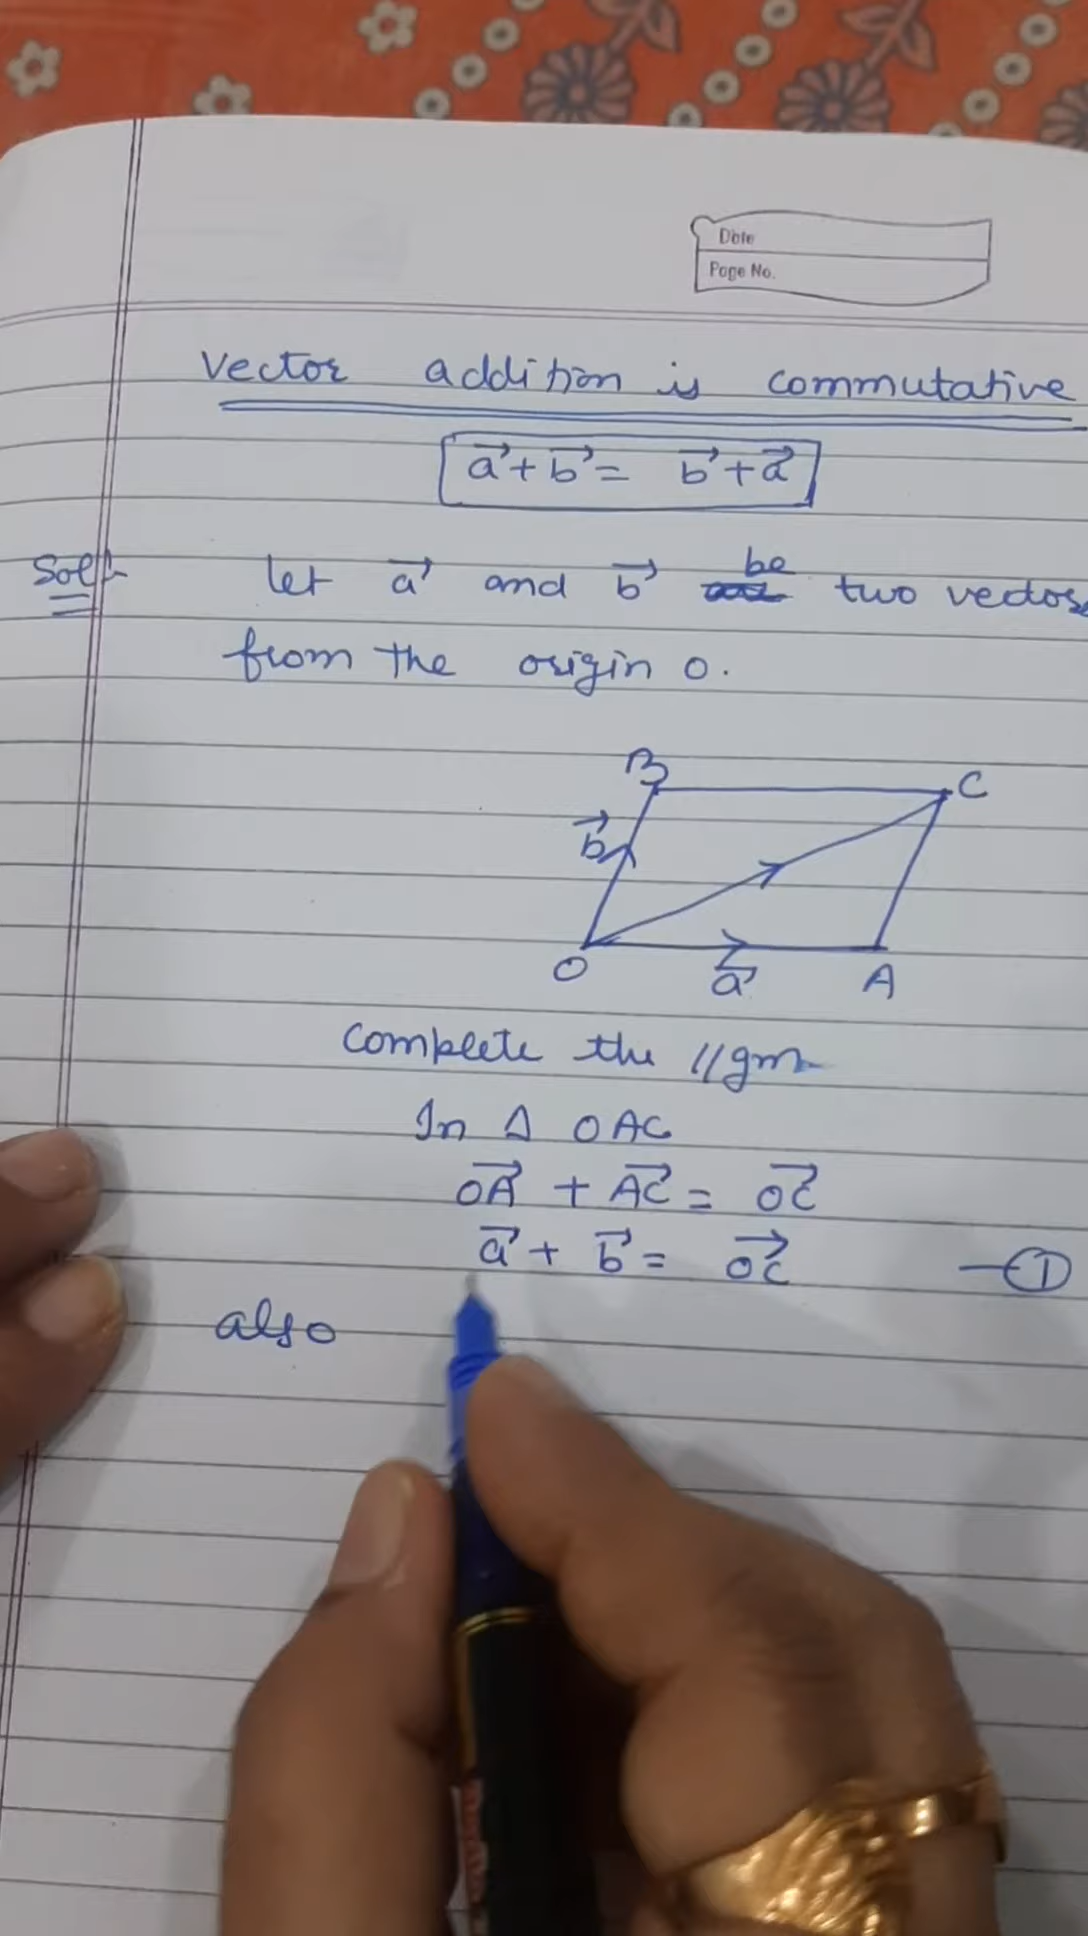 Date
Page No.
Vector addition is commutative
a⃗ + b⃗ = b⃗ + a⃗
Sol:- let a⃗ and b⃗ be two vectos
from the origin O.
B
C
b⃗
O
a⃗
A
Complete the //gm
In Δ OAC
OA⃗ + AC⃗ = OC⃗
a⃗ + b⃗ = OC⃗ —①
also